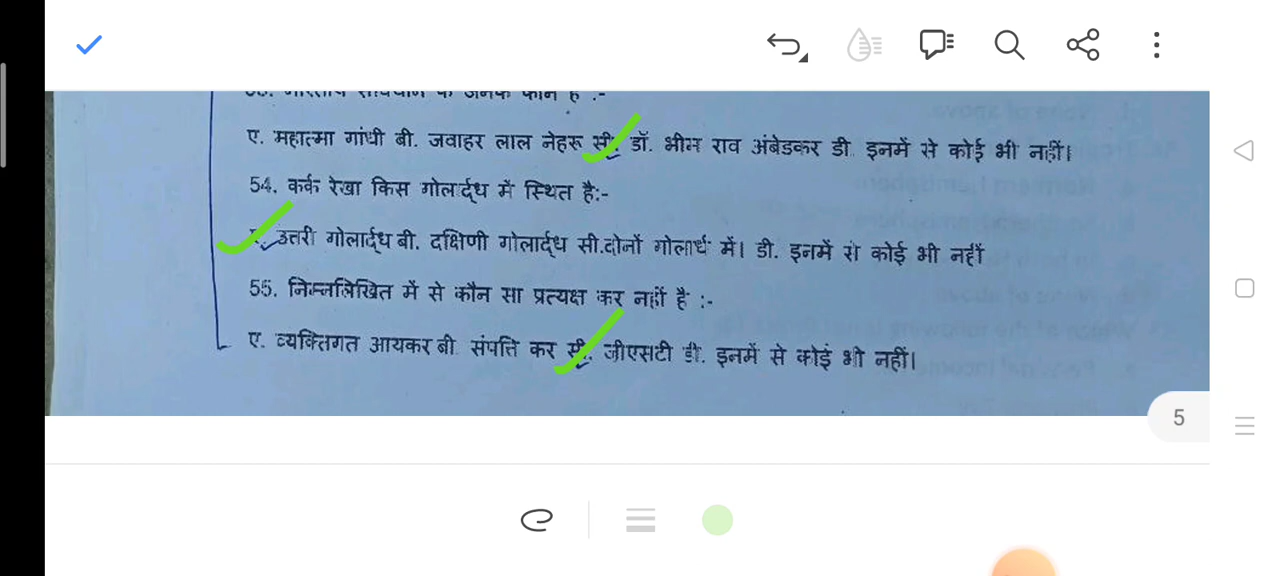 ए. महात्मा गांधी बी. जवाहर लाल नेहरू सी. डॉ. भीम राव अंबेडकर डी. इनमें से कोई भी नहीं।
54. कर्क रेखा किस गोलार्द्ध में स्थित है:-
ए. उत्तरी गोलार्द्ध बी. दक्षिणी गोलार्द्ध सी.दोनों गोलार्ध में। डी. इनमें से कोई भी नहीं
55. निम्नलिखित में से कौन सा प्रत्यक्ष कर नहीं है :-
ए. व्यक्तिगत आयकर बी. संपत्ति कर सी. जीएसटी डी. इनमें से कोई भी नहीं।
5